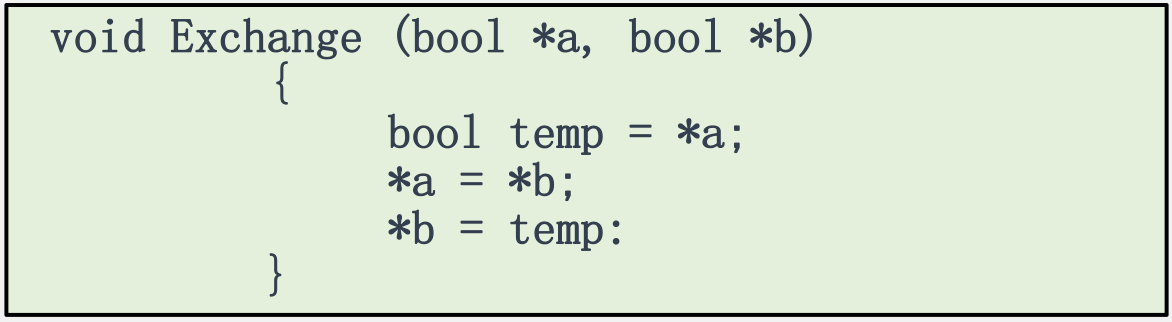 void Exchange (bool *a, bool *b)
{
bool temp = *a;
*a = *b;
*b = temp:
}